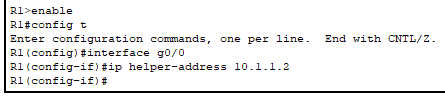 R1>enable
R1#config t
Enter configuration commands, one per line.  End with CNTL/Z.
R1(config)#interface g0/0
R1(config-if)#ip helper-address 10.1.1.2
R1(config-if)#